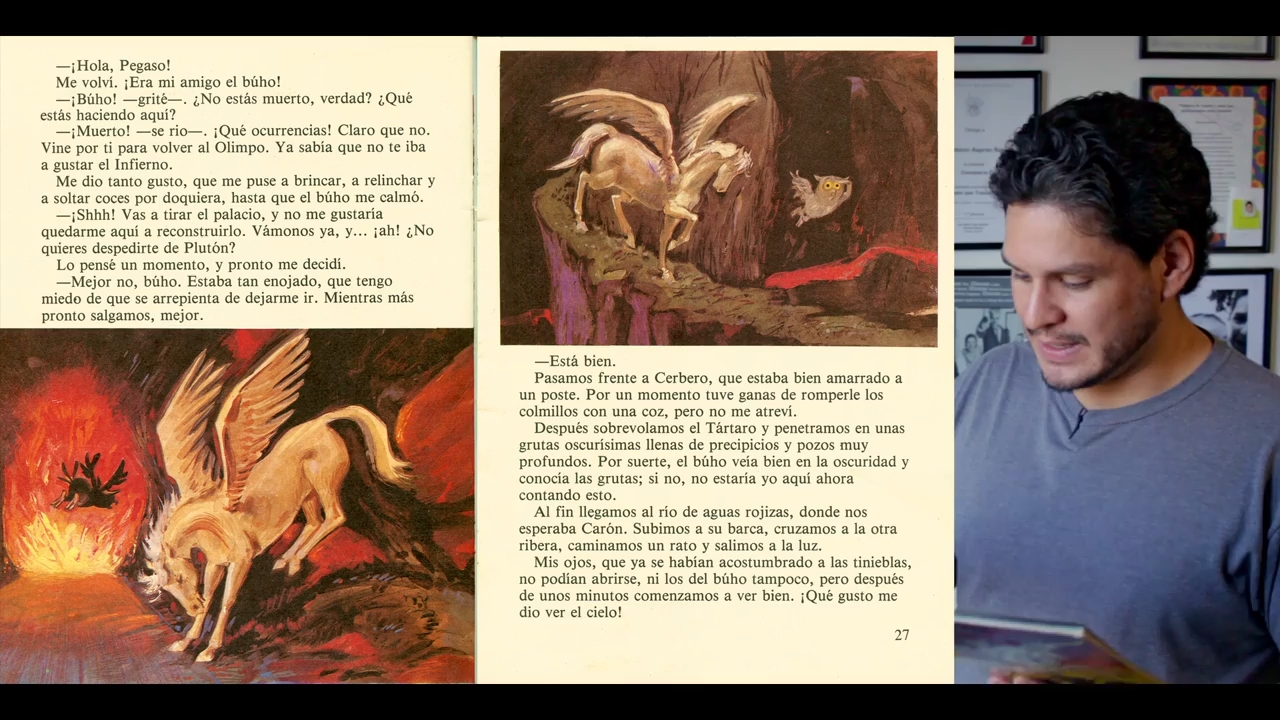 —¡Hola, Pegaso!
Me volví. ¡Era mi amigo el búho!
—¡Búho! —grité—. ¿No estás muerto, verdad? ¿Qué
estás haciendo aquí?
—¡Muerto! —se rio—. ¡Qué ocurrencias! Claro que no.
Vine por ti para volver al Olimpo. Ya sabía que no te iba
a gustar el Infierno.
Me dio tanto gusto, que me puse a brincar, a relinchar y
a soltar coces por doquiera, hasta que el búho me calmó.
—¡Shhh! Vas a tirar el palacio, y no me gustaría
quedarme aquí a reconstruirlo. Vámonos ya, y... ¡ah! ¿No
quieres despedirte de Plutón?
Lo pensé un momento, y pronto me decidí.
—Mejor no, búho. Estaba tan enojado, que tengo
miedo de que se arrepienta de dejarme ir. Mientras más
pronto salgamos, mejor.
—Está bien.
Pasamos frente a Cerbero, que estaba bien amarrado a
un poste. Por un momento tuve ganas de romperle los
colmillos con una coz, pero no me atreví.
Después sobrevolamos el Tártaro y penetramos en unas
grutas oscurísimas llenas de precipicios y pozos muy
profundos. Por suerte, el búho veía bien en la oscuridad y
conocía las grutas; si no, no estaría yo aquí ahora
contando esto.
Al fin llegamos al río de aguas rojizas, donde nos
esperaba Carón. Subimos a su barca, cruzamos a la otra
ribera, caminamos un rato y salimos a la luz.
Mis ojos, que ya se habían acostumbrado a las tinieblas,
no podían abrirse, ni los del búho tampoco, pero después
de unos minutos comenzamos a ver bien. ¡Qué gusto me
dio ver el cielo!
27